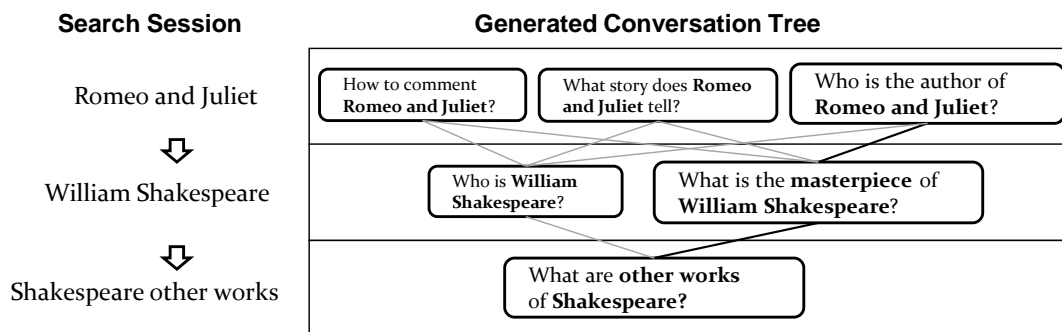 Search Session
Generated Conversation Tree
Romeo and Juliet
How to comment
Romeo and Juliet?
What story does Romeo
and Juliet tell?
Who is the author of
Romeo and Juliet?
William Shakespeare
Who is William
Shakespeare?
What is the masterpiece of
William Shakespeare?
Shakespeare other works
What are other works
of Shakespeare?